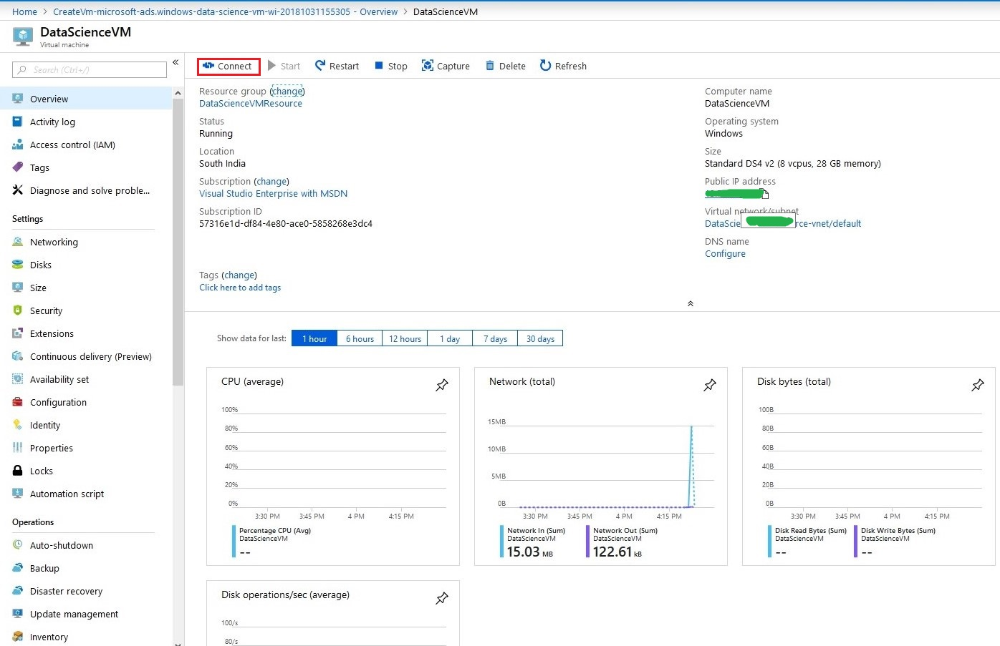 Home > CreateVm-microsoft-ads.windows-data-science-vm-wi-20181031155305 - Overview > DataScienceVM
DataScienceVM
Virtual machine
Search (Ctrl+/)
«
Overview
Activity log
Access control (IAM)
Tags
Diagnose and solve proble...
Settings
Networking
Disks
Size
Security
Extensions
Continuous delivery (Preview)
Availability set
Configuration
Identity
Properties
Locks
Automation script
Operations
Auto-shutdown
Backup
Disaster recovery
Update management
Inventory
Connect Start Restart Stop Capture Delete Refresh
Resource group (change)
DataScienceVMResource
Status
Running
Location
South India
Subscription (change)
Visual Studio Enterprise with MSDN
Subscription ID
57316e1d-df84-4e80-ace0-5858268e3dc4
Computer name
DataScienceVM
Operating system
Windows
Size
Standard DS4 v2 (8 vcpus, 28 GB memory)
Public IP address
Virtual network/subnet
DataScie rce-vnet/default
DNS name
Configure
Tags (change)
Click here to add tags
Show data for last: 1 hour 6 hours 12 hours 1 day 7 days 30 days
CPU (average)
100%
80%
60%
40%
20%
0%
3:30 PM 3:45 PM 4 PM 4:15 PM
Percentage CPU (Avg)
DataScienceVM
--
Network (total)
15MB
10MB
5MB
0B
3:30 PM 3:45 PM 4 PM 4:15 PM
Network In (Sum)
DataScienceVM
15.03 MB
Network Out (Sum)
DataScienceVM
122.61 kB
Disk bytes (total)
100B
80B
60B
40B
20B
0B
3:30 PM 3:45 PM 4 PM 4:15 PM
Disk Read Bytes (Sum)
DataScienceVM
--
Disk Write Bytes (Sum)
DataScienceVM
--
Disk operations/sec (average)
100/s
80/s